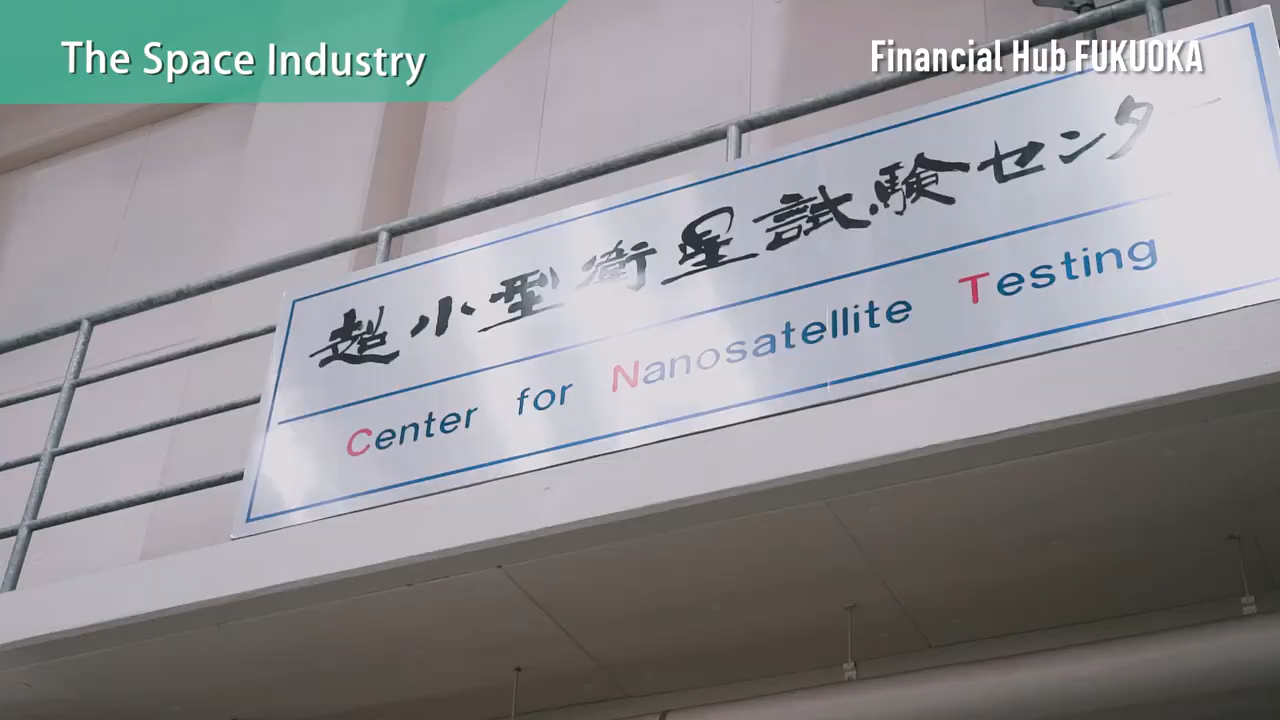 The Space Industry
Financial Hub FUKUOKA
超小型衛星試験センター
Center for Nanosatellite Testing